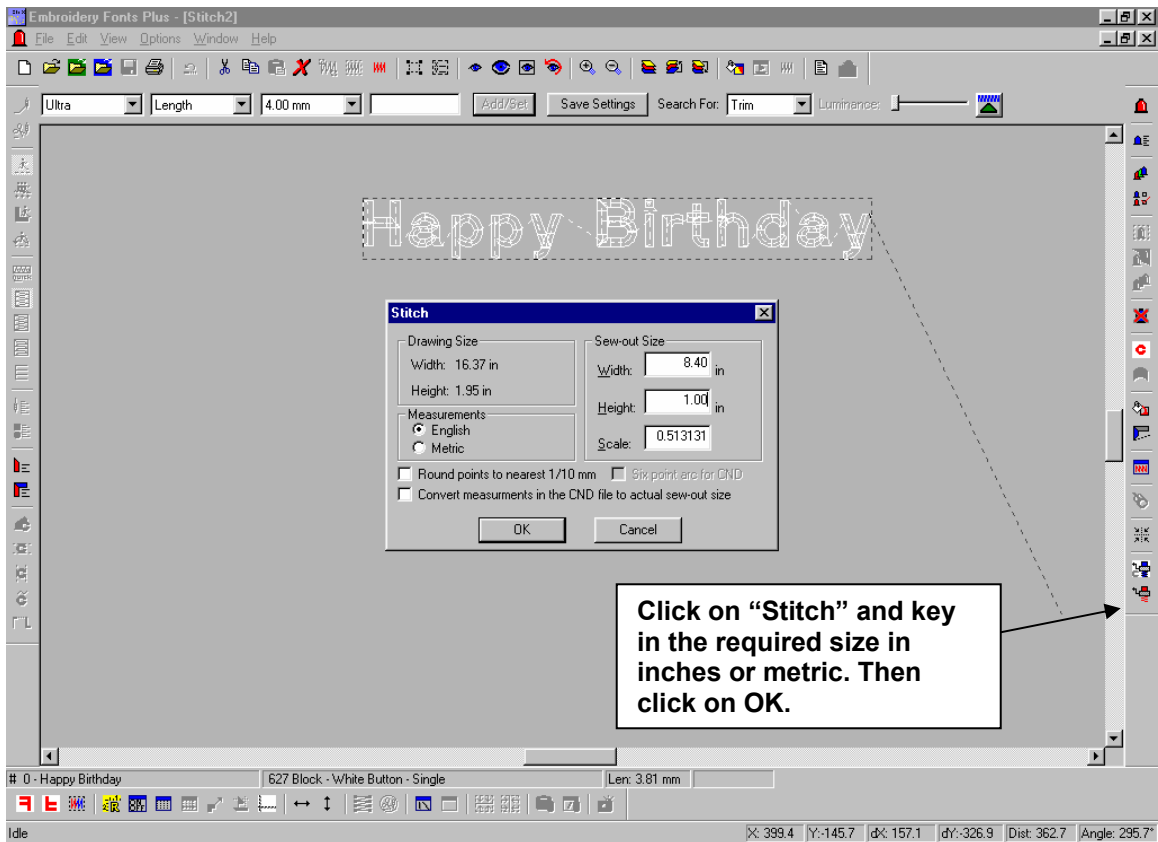 Embroidery Fonts Plus - [Stitch2]
File Edit View Options Window Help
Ultra Length 4.00 mm Add/Set Save Settings Search For: Trim Luminance:
Happy Birthday
Stitch
Drawing Size
Width: 16.37 in
Height: 1.95 in
Measurements
English
Metric
Sew-out Size
Width: 8.40 in
Height: 1.00 in
Scale: 0.513131
Round points to nearest 1/10 mm Six point arc for CND
Convert measurments in the CND file to actual sew-out size
OK Cancel
Click on “Stitch” and key
in the required size in
inches or metric. Then
click on OK.
# 0 - Happy Birthday 627 Block - White Button - Single Len: 3.81 mm
Idle X: 399.4 Y:-145.7 dX: 157.1 dY:-326.9 Dist: 362.7 Angle: 295.7°